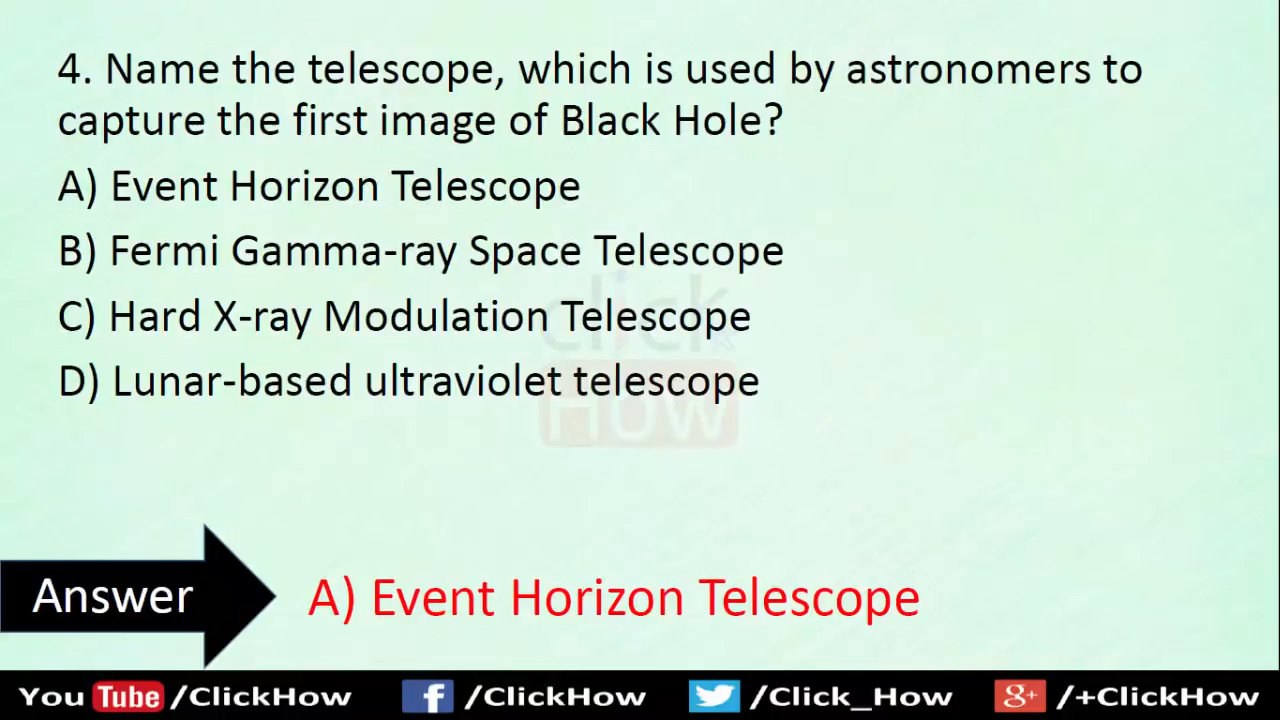 4. Name the telescope, which is used by astronomers to
capture the first image of Black Hole?
A) Event Horizon Telescope
B) Fermi Gamma-ray Space Telescope
C) Hard X-ray Modulation Telescope
D) Lunar-based ultraviolet telescope
click
How
Answer
A) Event Horizon Telescope
You Tube /ClickHow f /ClickHow /Click_How g+ /+ClickHow